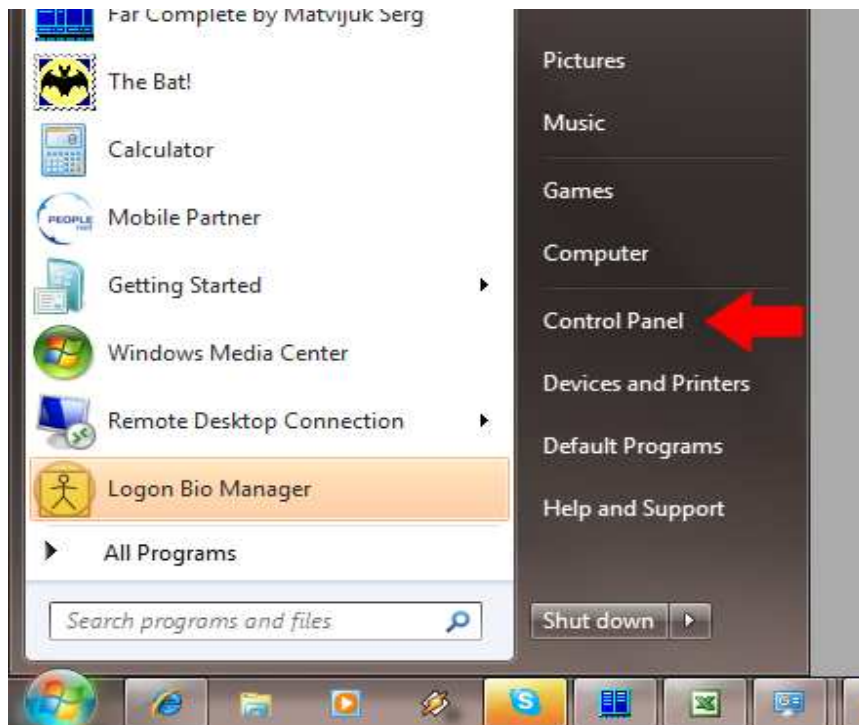 Far Complete by Matvijuk Serg
The Bat!
Calculator
PEOPLE
Mobile Partner
Getting Started
Windows Media Center
Remote Desktop Connection
Logon Bio Manager
All Programs
Search programs and files
Pictures
Music
Games
Computer
Control Panel
Devices and Printers
Default Programs
Help and Support
Shut down